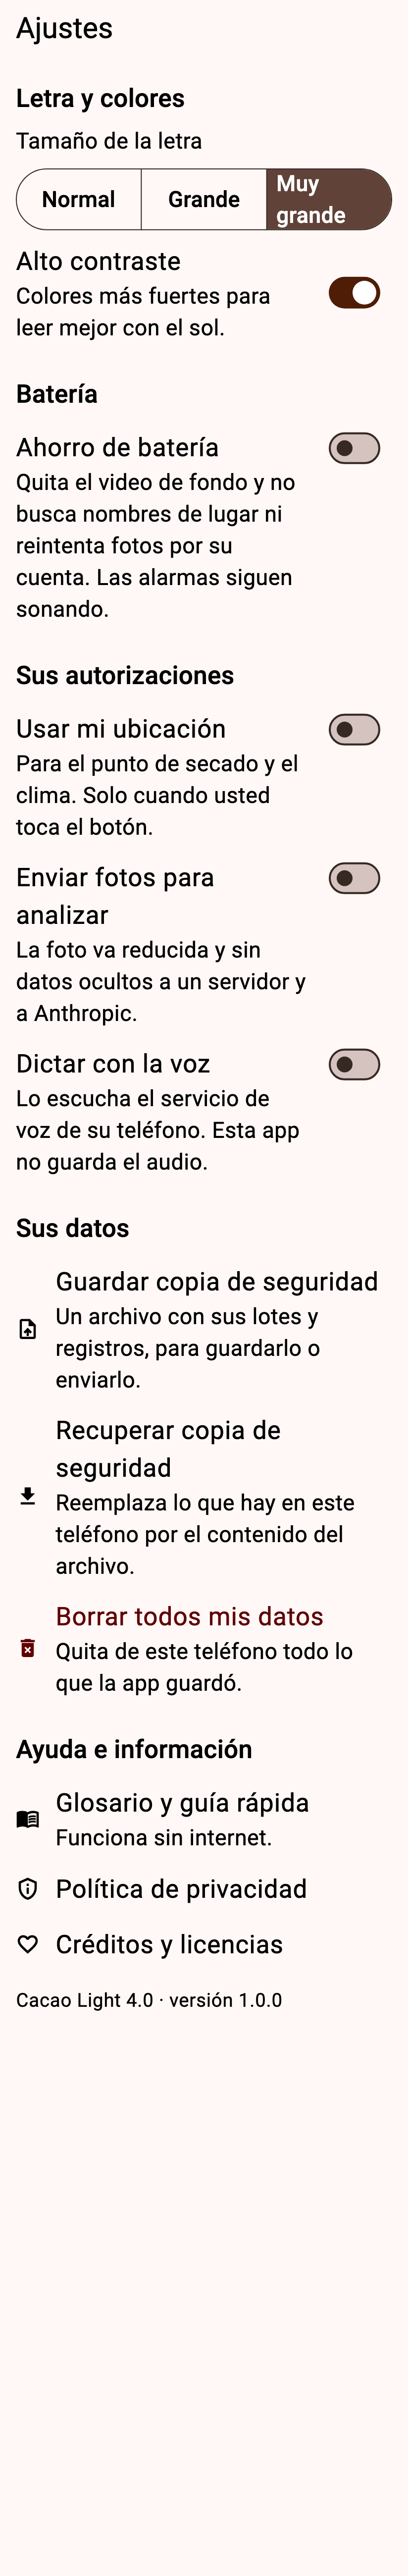 Ajustes
Letra y colores
Tamaño de la letra
Normal
Grande
Muy
grande
Alto contraste
Colores más fuertes para
leer mejor con el sol.
Batería
Ahorro de batería
Quita el video de fondo y no
busca nombres de lugar ni
reintenta fotos por su
cuenta. Las alarmas siguen
sonando.
Sus autorizaciones
Usar mi ubicación
Para el punto de secado y el
clima. Solo cuando usted
toca el botón.
Enviar fotos para
analizar
La foto va reducida y sin
datos ocultos a un servidor y
a Anthropic.
Dictar con la voz
Lo escucha el servicio de
voz de su teléfono. Esta app
no guarda el audio.
Sus datos
Guardar copia de seguridad
Un archivo con sus lotes y
registros, para guardarlo o
enviarlo.
Recuperar copia de
seguridad
Reemplaza lo que hay en este
teléfono por el contenido del
archivo.
Borrar todos mis datos
Quita de este teléfono todo lo
que la app guardó.
Ayuda e información
Glosario y guía rápida
Funciona sin internet.
Política de privacidad
Créditos y licencias
Cacao Light 4.0 · versión 1.0.0